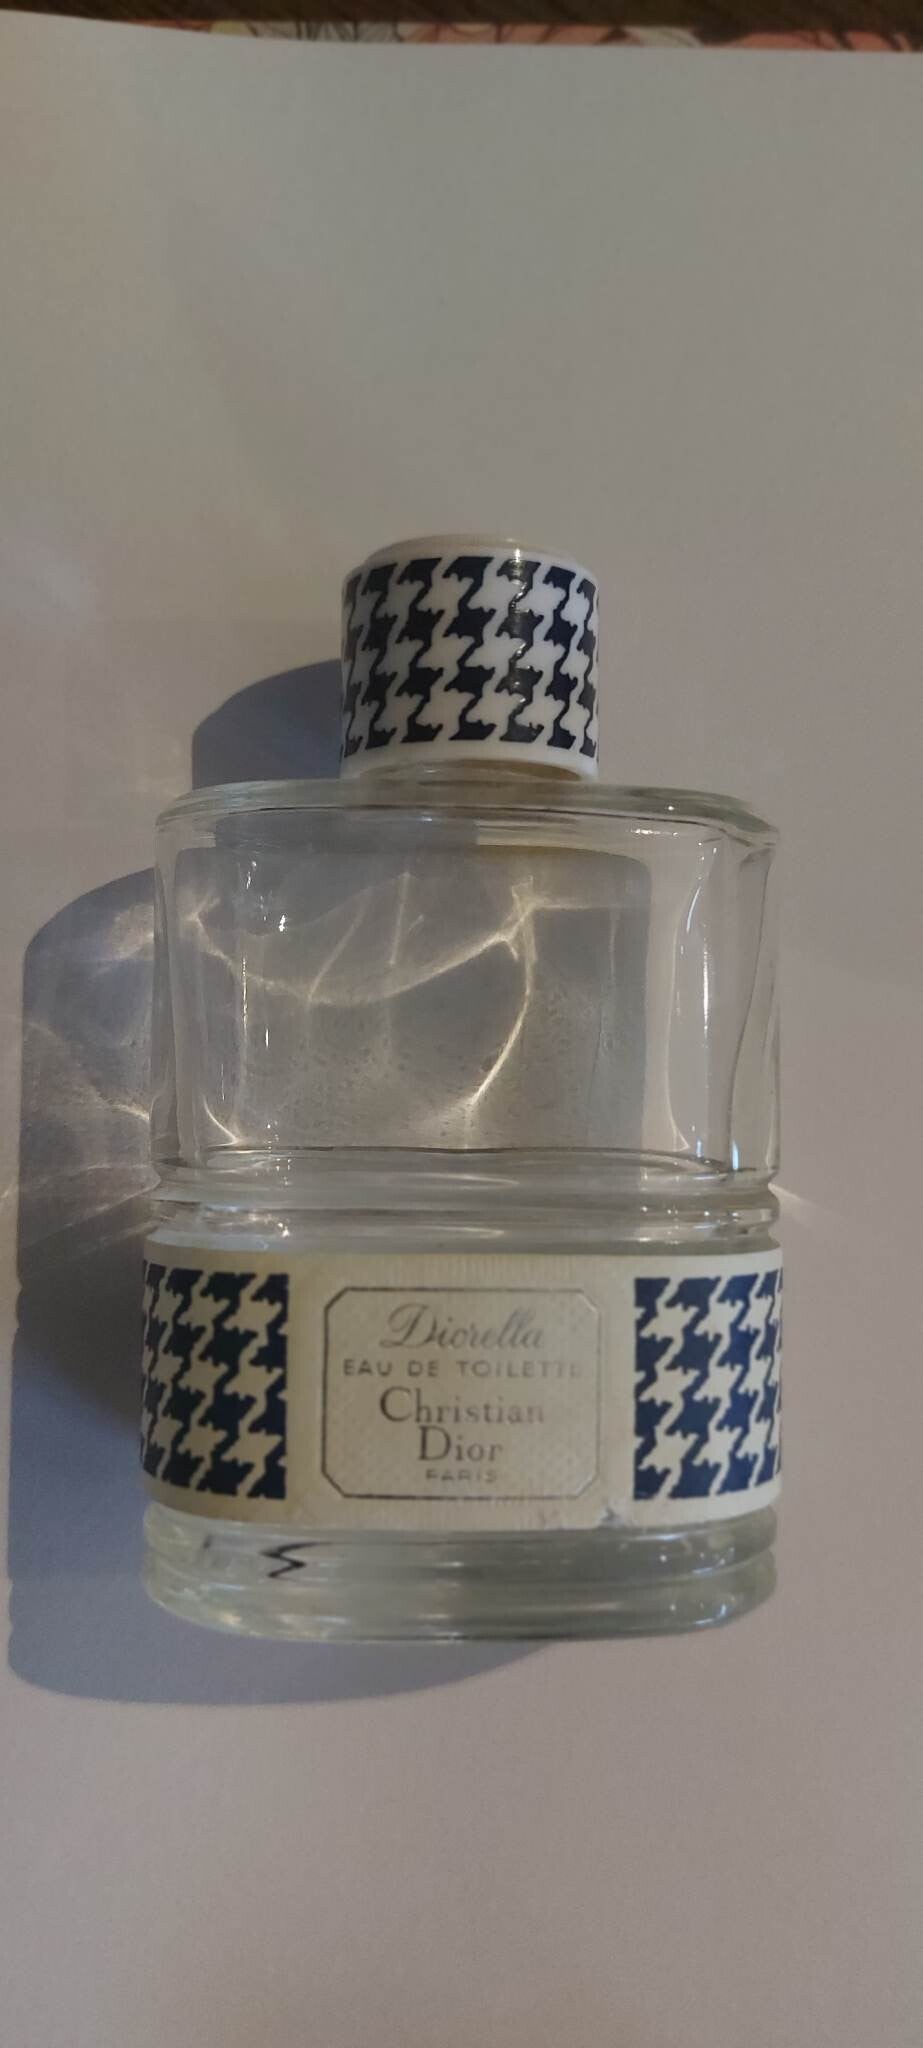 Diorella
EAU DE TOILETTE
Christian
Dior
PARIS